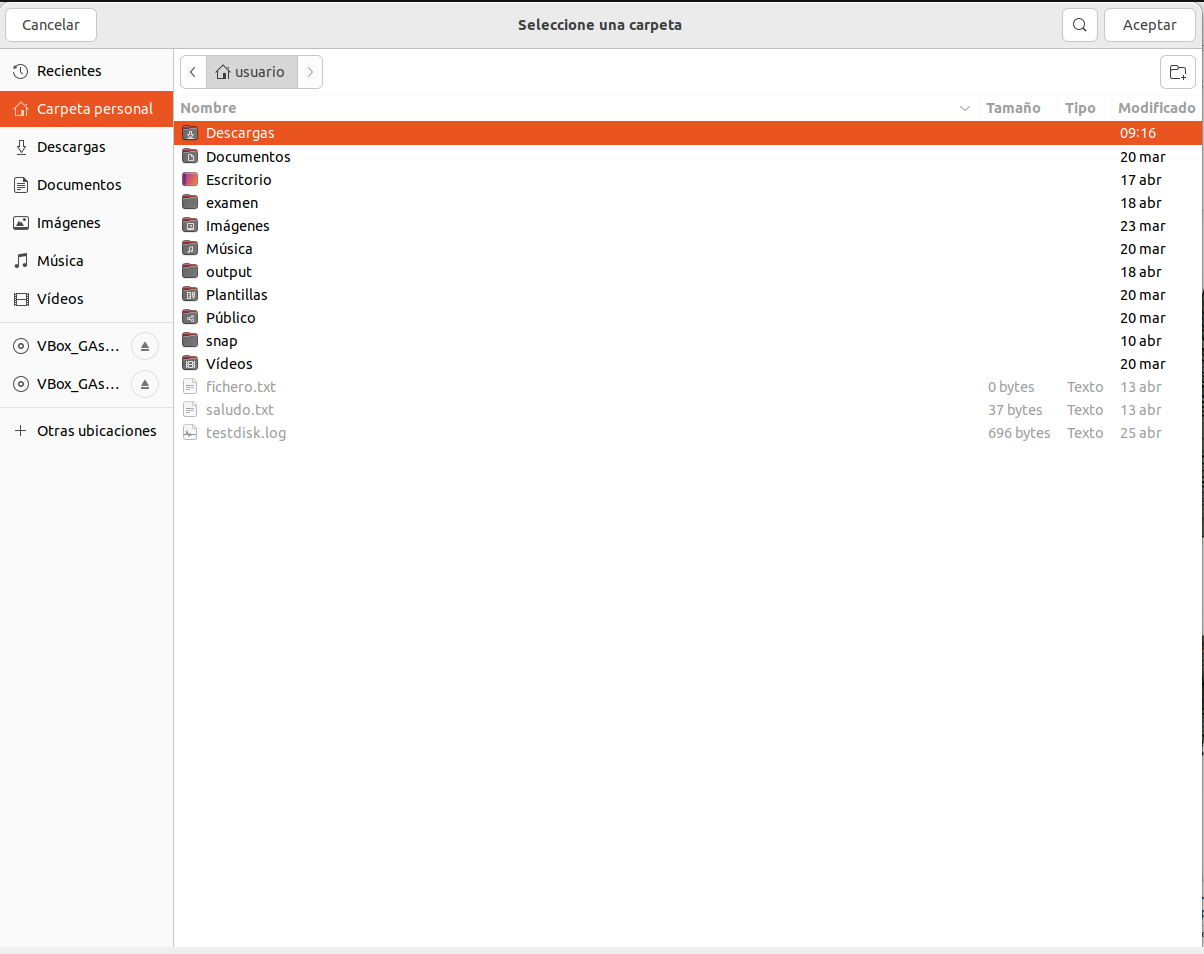 Cancelar Seleccione una carpeta Aceptar
Recientes
Carpeta personal
Descargas
Documentos
Imágenes
Música
Vídeos
VBox_GAs...
VBox_GAs...
Otras ubicaciones
usuario
Nombre Tamaño Tipo Modificado
Descargas 09:16
Documentos 20 mar
Escritorio 17 abr
examen 18 abr
Imágenes 23 mar
Música 20 mar
output 18 abr
Plantillas 20 mar
Público 20 mar
snap 10 abr
Vídeos 20 mar
fichero.txt 0 bytes Texto 13 abr
saludo.txt 37 bytes Texto 13 abr
testdisk.log 696 bytes Texto 25 abr